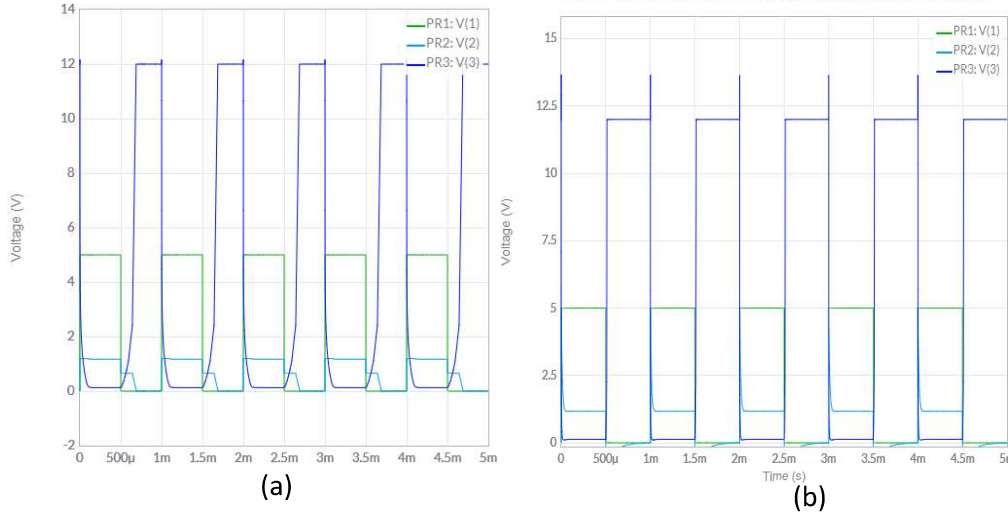 14
12
10
8
6
4
2
0
-2
Voltage (V)
PR1: V(1)
PR2: V(2)
PR3: V(3)
0
500µ
1m
1.5m
2m
2.5m
3m
3.5m
4m
4.5m
5m
(a)
15
12.5
10
7.5
5
2.5
0
Voltage (V)
PR1: V(1)
PR2: V(2)
PR3: V(3)
0
500µ
1m
1.5m
2m
2.5m
3m
3.5m
4m
4.5m
5m
Time (s)
(b)